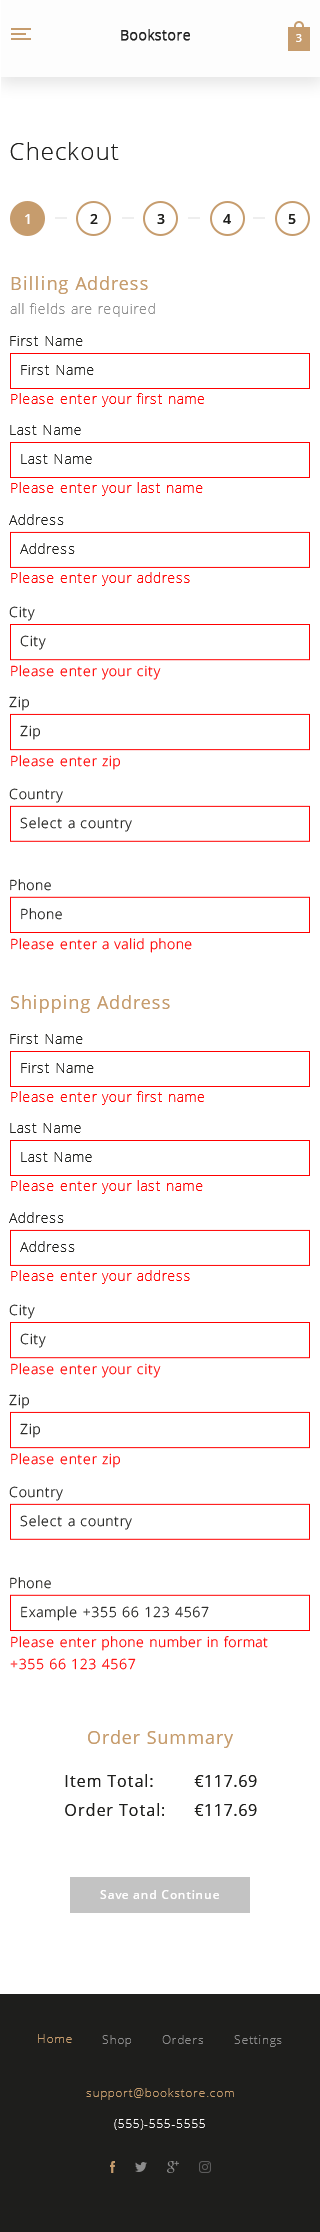 Bookstore
3
Checkout
1 2 3 4 5
Billing Address
all fields are required
First Name
First Name
Please enter your first name
Last Name
Last Name
Please enter your last name
Address
Address
Please enter your address
City
City
Please enter your city
Zip
Zip
Please enter zip
Country
Select a country
Phone
Phone
Please enter a valid phone
Shipping Address
First Name
First Name
Please enter your first name
Last Name
Last Name
Please enter your last name
Address
Address
Please enter your address
City
City
Please enter your city
Zip
Zip
Please enter zip
Country
Select a country
Phone
Example +355 66 123 4567
Please enter phone number in format
+355 66 123 4567
Order Summary
Item Total: €117.69
Order Total: €117.69
Save and Continue
Home Shop Orders Settings
support@bookstore.com
(555)-555-5555